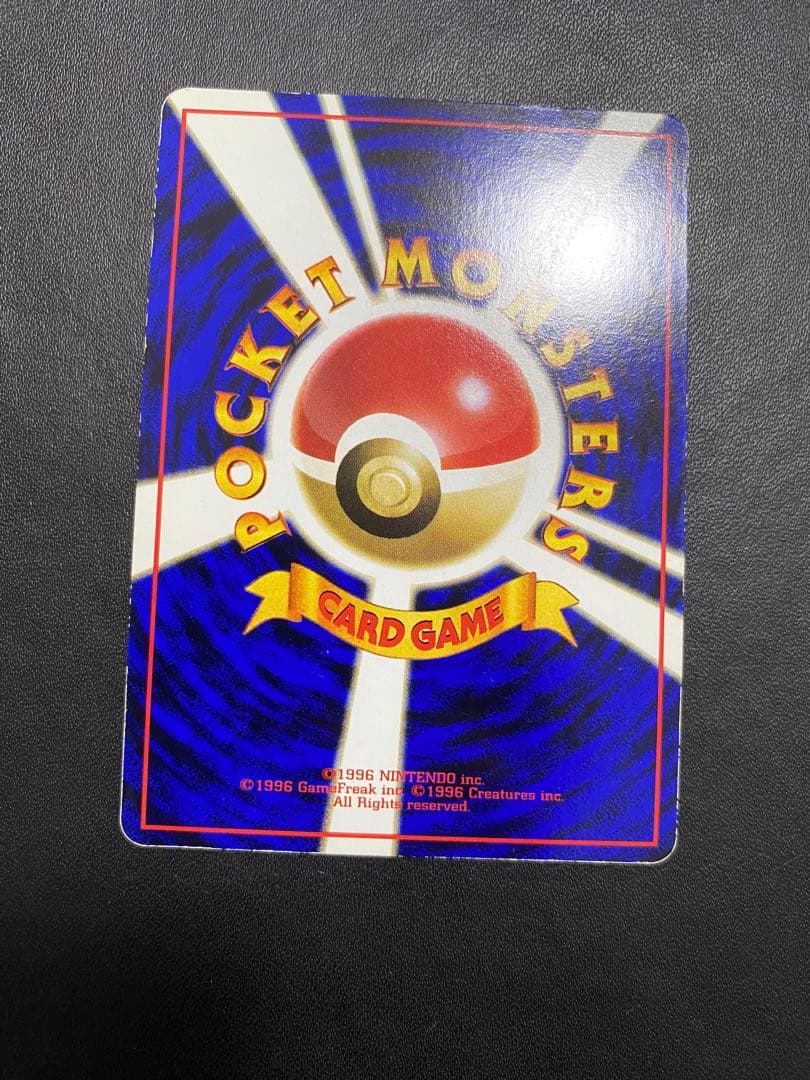 POCKET MONSTERS
CARD GAME
©1996 NINTENDO inc.
©1996 GameFreak inc. ©1996 Creatures inc.
All Rights reserved.